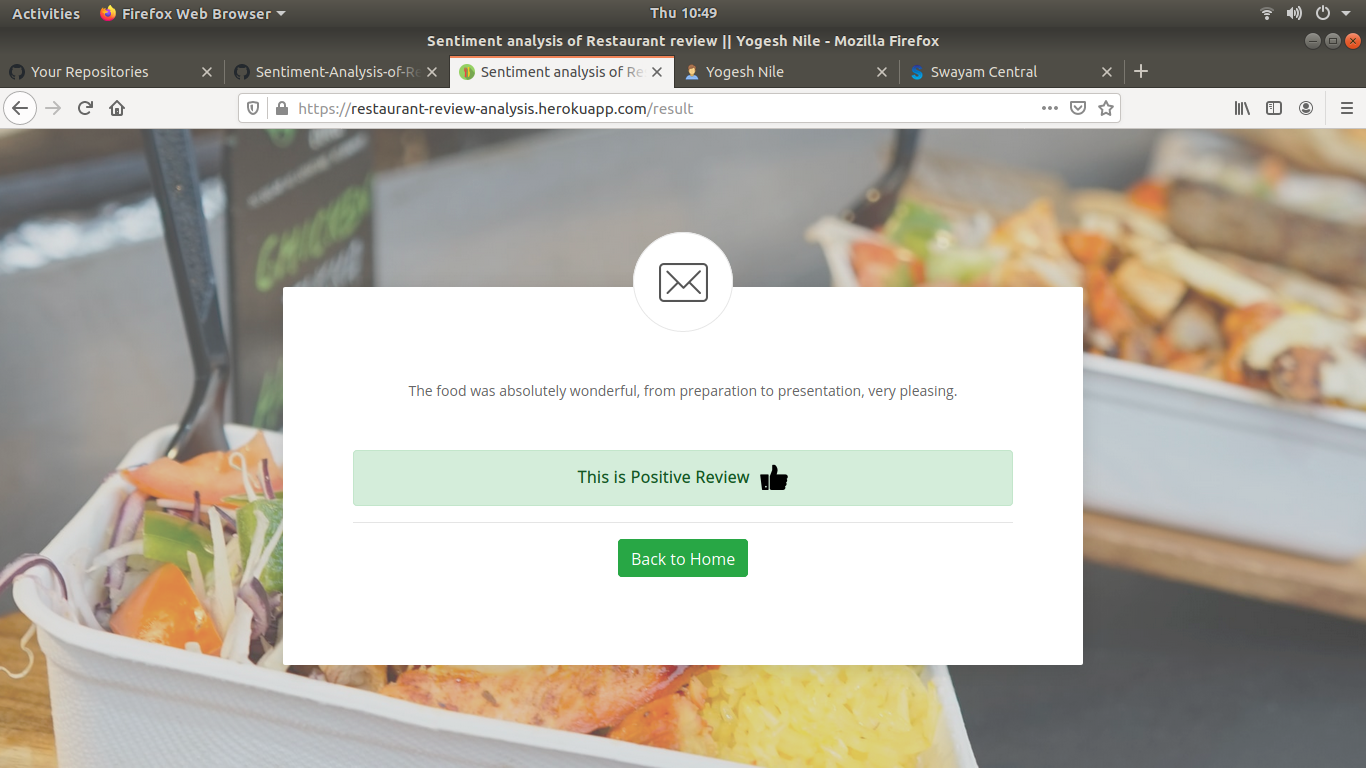 Activities Firefox Web Browser Thu 10:49
Sentiment analysis of Restaurant review || Yogesh Nile - Mozilla Firefox
Your Repositories Sentiment-Analysis-of-Re Sentiment analysis of Re Yogesh Nile Swayam Central
https://restaurant-review-analysis.herokuapp.com/result
CHICKEN
The food was absolutely wonderful, from preparation to presentation, very pleasing.
This is Positive Review
Back to Home